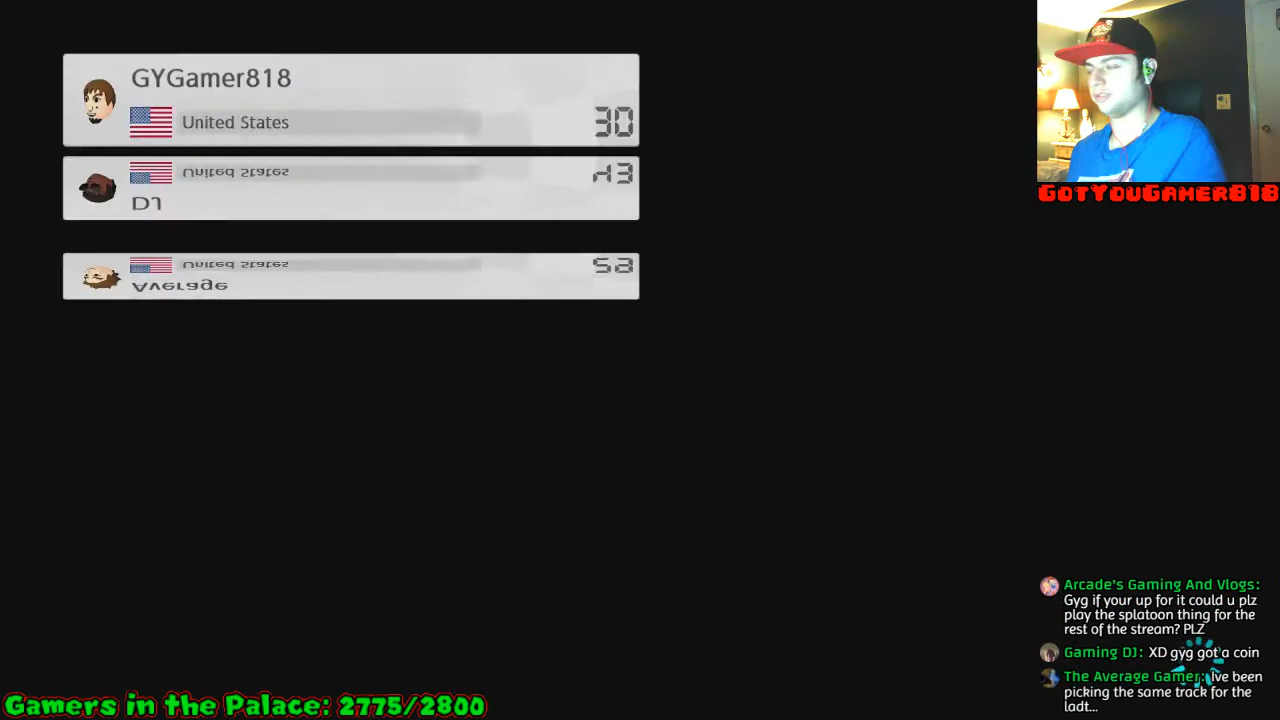 GYGamer818
United States 30
United States 43
DJ
United States 59
Average
GotYouGamer818
Arcade's Gaming And Vlogs:
Gyg if your up for it could u plz
play the splatoon thing for the
rest of the stream? PLZ
Gaming DJ: XD gyg got a coin
The Average Gamer: Ive been
picking the same track for the
ladt...
Gamers in the Palace: 2775/2800